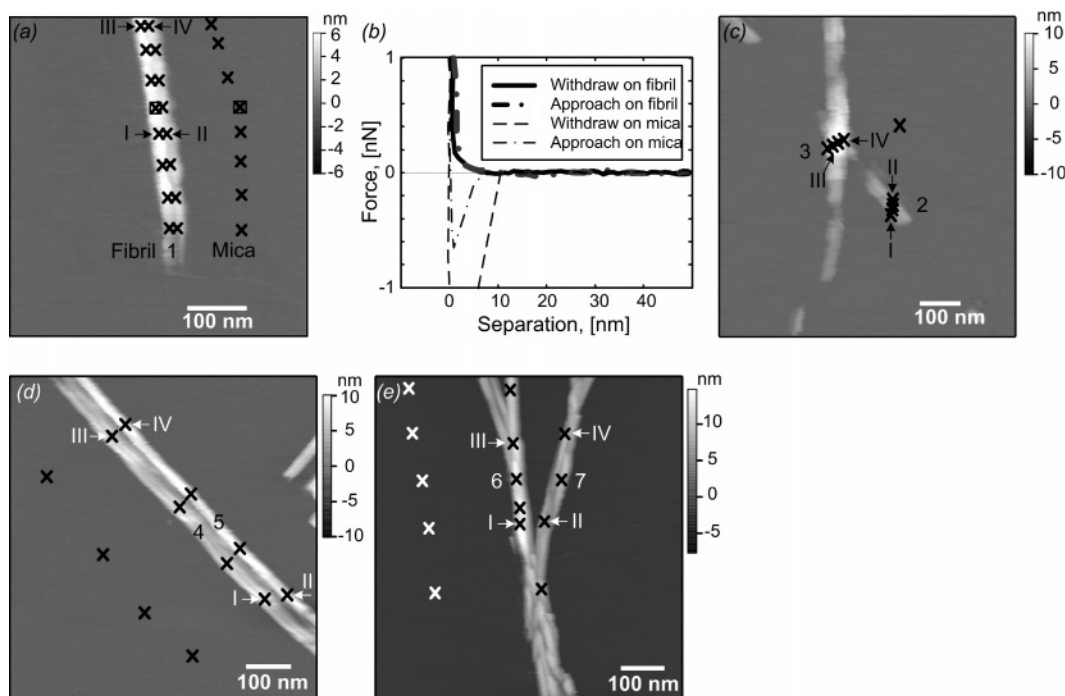 (a)
III
IV
I
II
Fibril 1
Mica
100 nm
nm
6
4
2
0
-2
-4
-6
(b)
Force, [nN]
1
0
-1
Withdraw on fibril
Approach on fibril
Withdraw on mica
Approach on mica
0
10
20
30
40
Separation, [nm]
(c)
3
IV
III
II
2
I
100 nm
nm
10
5
0
-5
-10
(d)
III
IV
4
5
I
II
100 nm
nm
10
5
0
-5
-10
(e)
III
IV
6
7
I
II
100 nm
nm
10
5
0
-5